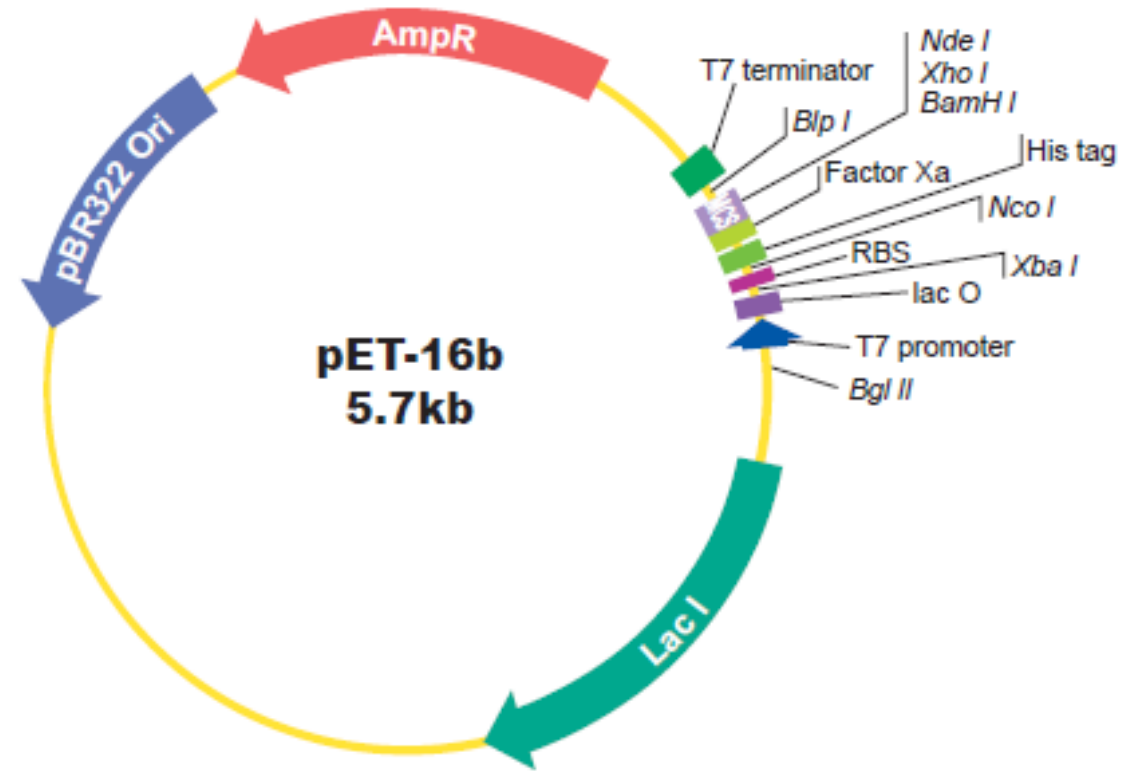 AmpR
T7 terminator
Nde I
Xho I
BamH I
Blp I
His tag
Factor Xa
MCS
Nco I
RBS
Xba I
lac O
T7 promoter
Bgl II
pBR322 Ori
pET-16b
5.7kb
Lac I